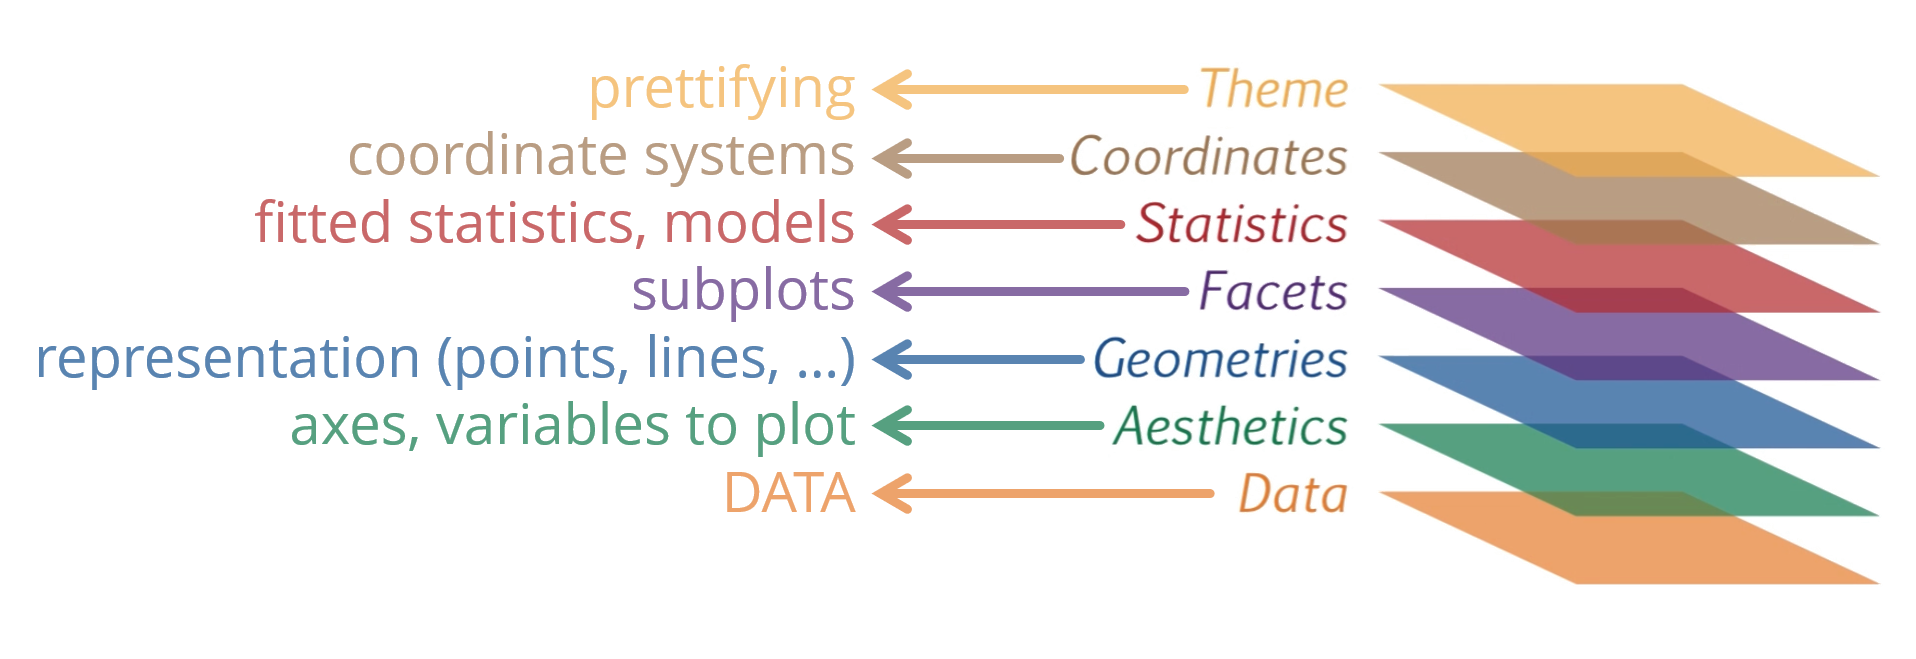 prettifying Theme
coordinate systems Coordinates
fitted statistics, models Statistics
subplots Facets
representation (points, lines, ...) Geometries
axes, variables to plot Aesthetics
DATA Data